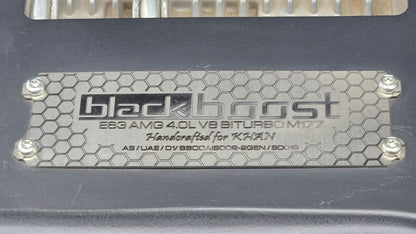 blackboost
E63 AMG 4.0L V8 BITURBO M177
Handcrafted for KHAN